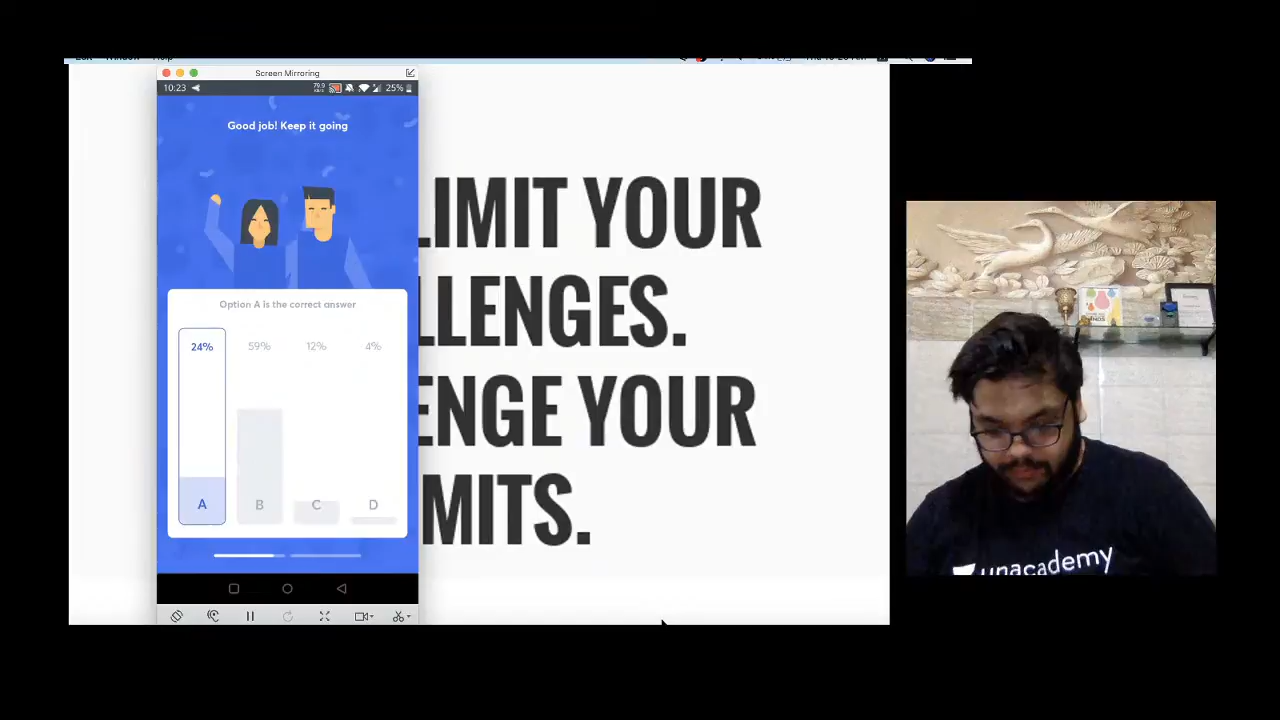 Screen Mirroring
10:23
25%
Good job! Keep it going
Option A is the correct answer
24%
59%
12%
4%
A
B
C
D
LIMIT YOUR
LLENGES.
ENGE YOUR
MITS.
unacademy